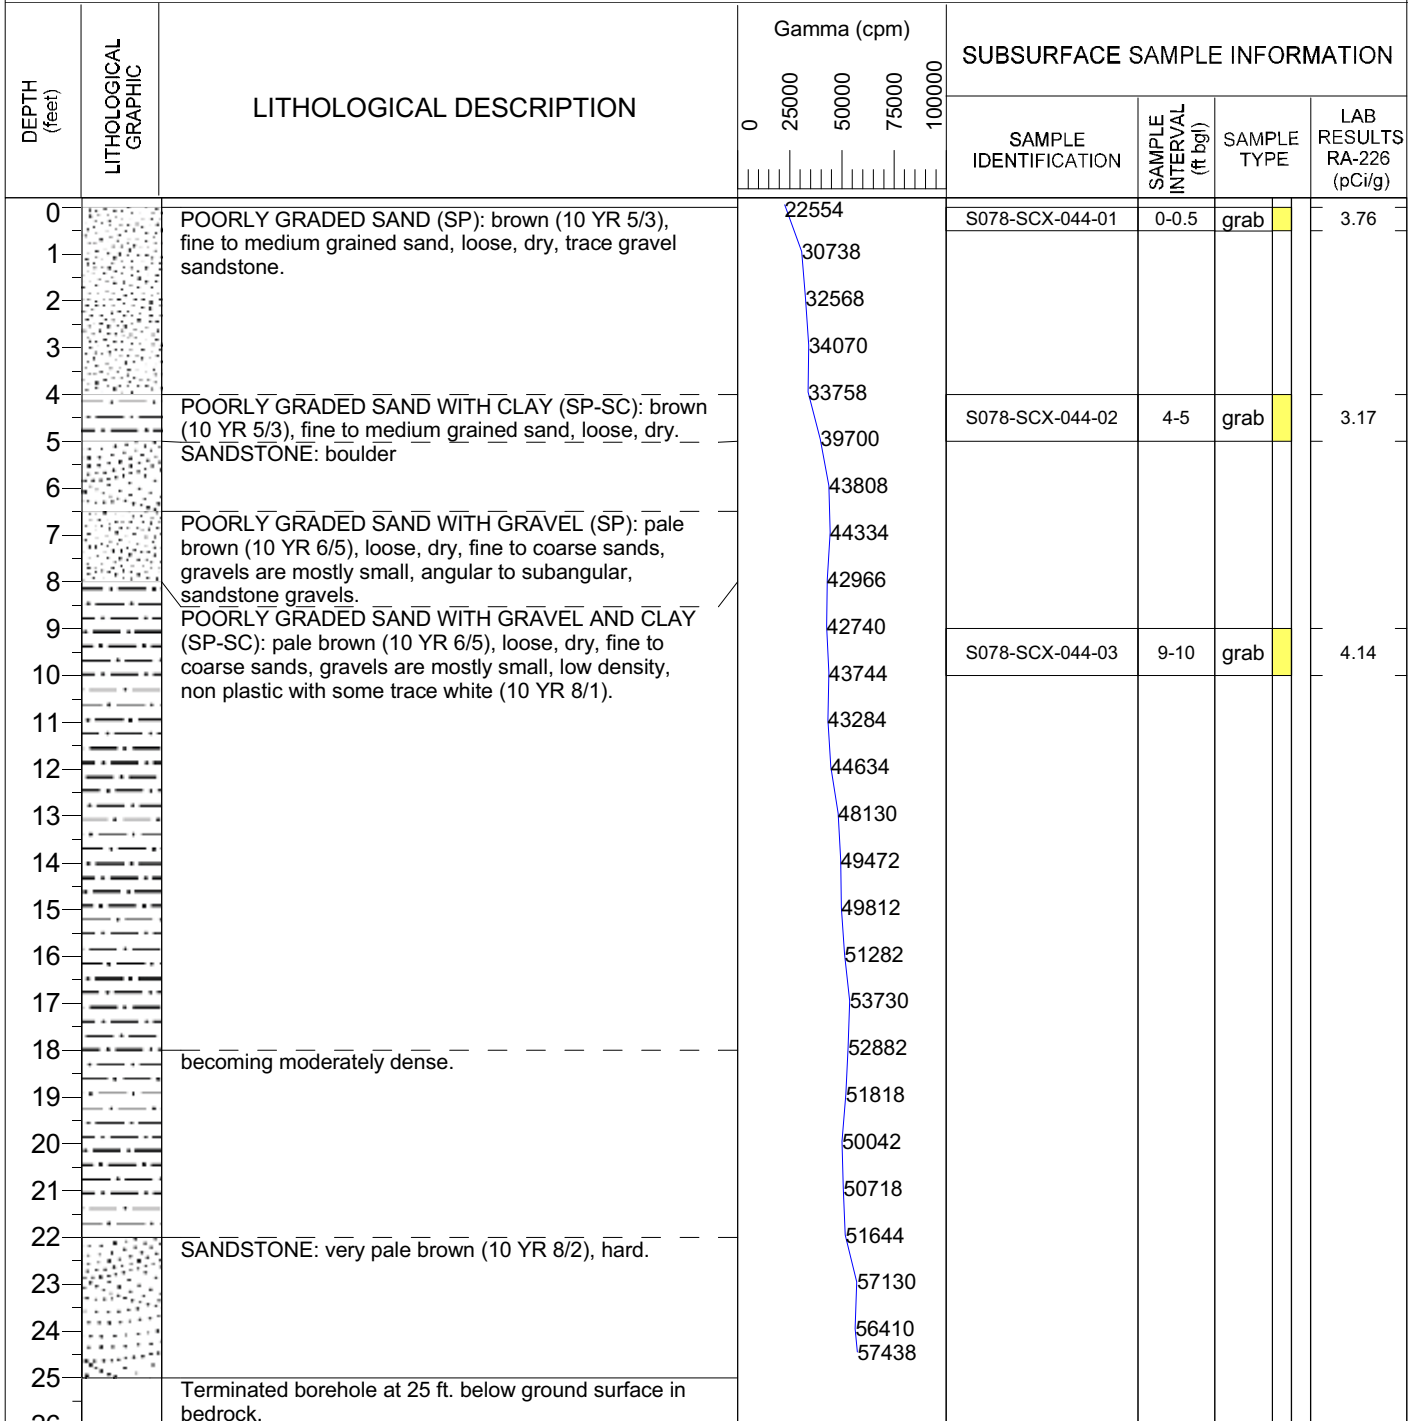 DEPTH
(feet)
LITHOLOGICAL
GRAPHIC
LITHOLOGICAL DESCRIPTION
Gamma (cpm)
0
25000
50000
75000
100000
SUBSURFACE SAMPLE INFORMATION
SAMPLE
IDENTIFICATION
SAMPLE
INTERVAL
(ft bgl)
SAMPLE
TYPE
LAB
RESULTS
RA-226
(pCi/g)
0
1
2
3
4
5
6
7
8
9
10
11
12
13
14
15
16
17
18
19
20
21
22
23
24
25
26
POORLY GRADED SAND (SP): brown (10 YR 5/3),
fine to medium grained sand, loose, dry, trace gravel
sandstone.
POORLY GRADED SAND WITH CLAY (SP-SC): brown
(10 YR 5/3), fine to medium grained sand, loose, dry.
SANDSTONE: boulder
POORLY GRADED SAND WITH GRAVEL (SP): pale
brown (10 YR 6/5), loose, dry, fine to coarse sands,
gravels are mostly small, angular to subangular,
sandstone gravels.
POORLY GRADED SAND WITH GRAVEL AND CLAY
(SP-SC): pale brown (10 YR 6/5), loose, dry, fine to
coarse sands, gravels are mostly small, low density,
non plastic with some trace white (10 YR 8/1).
becoming moderately dense.
SANDSTONE: very pale brown (10 YR 8/2), hard.
Terminated borehole at 25 ft. below ground surface in
bedrock.
22554
30738
32568
34070
33758
39700
43808
44334
42966
42740
43744
43284
44634
48130
49472
49812
51282
53730
52882
51818
50042
50718
51644
57130
56410
57438
S078-SCX-044-01 0-0.5 grab 3.76
S078-SCX-044-02 4-5 grab 3.17
S078-SCX-044-03 9-10 grab 4.14